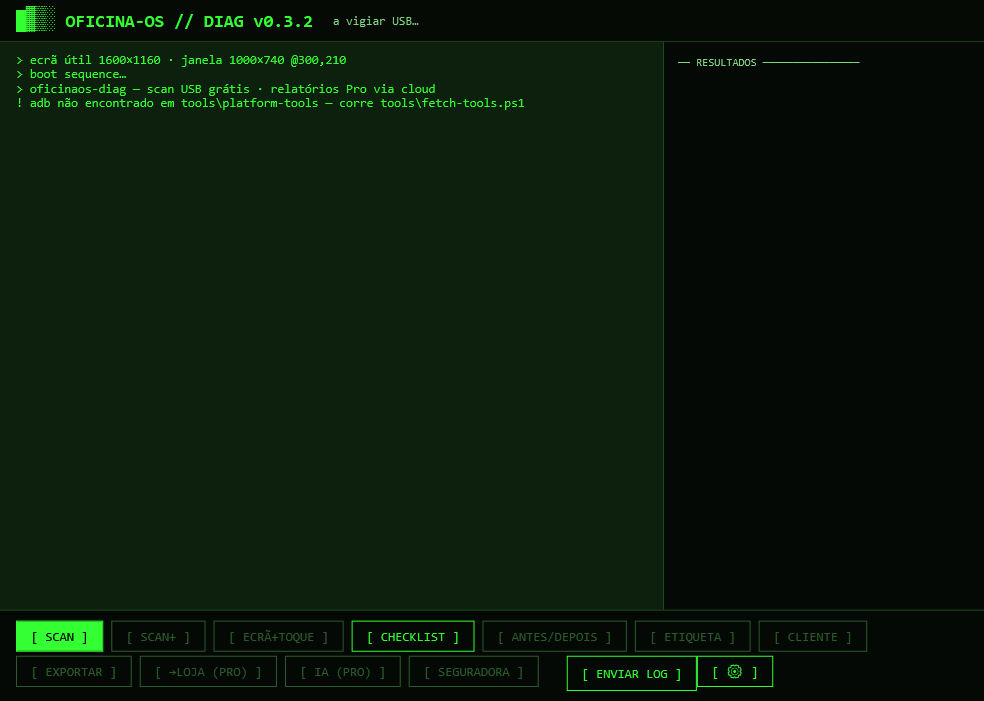 OFICINA-OS // DIAG v0.3.2 a vigiar USB…
> ecrã útil 1600×1160 · janela 1000×740 @300,210
> boot sequence…
> oficinaos-diag — scan USB grátis · relatórios Pro via cloud
! adb não encontrado em tools\platform-tools — corre tools\fetch-tools.ps1
── RESULTADOS ────────────────
[ SCAN ] [ SCAN+ ] [ ECRÃ+TOQUE ] [ CHECKLIST ] [ ANTES/DEPOIS ] [ ETIQUETA ] [ CLIENTE ]
[ EXPORTAR ] [ →LOJA (PRO) ] [ IA (PRO) ] [ SEGURADORA ] [ ENVIAR LOG ] [ ⚙ ]